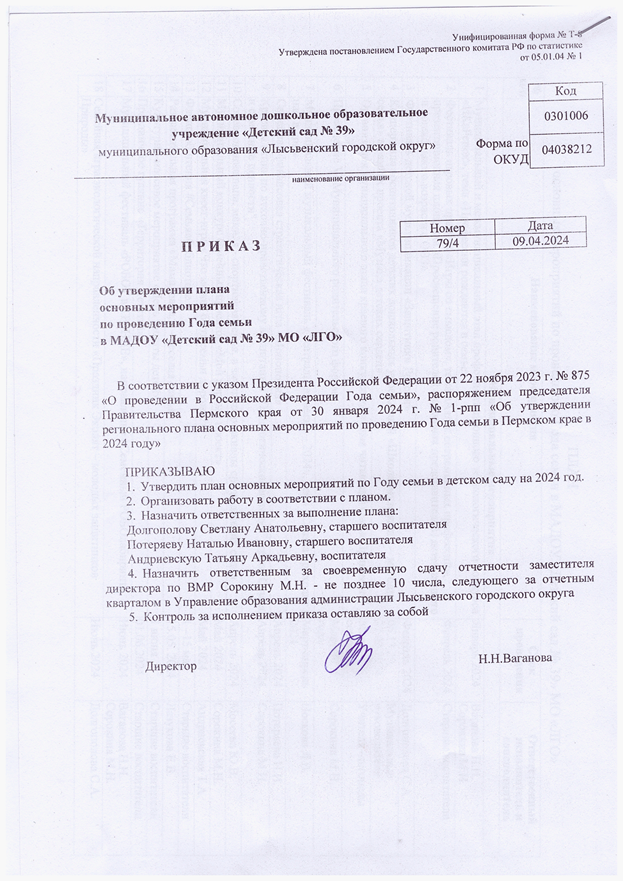 Унифицированная форма № Т-8
Утверждена постановлением Государственного комитата РФ по статистике
от 05.01.04 № 1
Код
Муниципальное автономное дошкольное образовательное
учреждение «Детский сад № 39»
0301006
муниципального образования «Лысьвенский городской округ»
Форма по
ОКУД
04038212
наименование организации
Номер Дата
79/4 09.04.2024
П Р И К А З
Об утверждении плана
основных мероприятий
по проведению Года семьи
в МАДОУ «Детский сад № 39» МО «ЛГО»
В соответствии с указом Президента Российской Федерации от 22 ноября 2023 г. № 875
«О проведении в Российской Федерации Года семьи», распоряжением председателя
Правительства Пермского края от 30 января 2024 г. № 1-рпп «Об утверждении
регионального плана основных мероприятий по проведению Года семьи в Пермском крае в
2024 году»
ПРИКАЗЫВАЮ
1. Утвердить план основных мероприятий по Году семьи в детском саду на 2024 год.
2. Организовать работу в соответствии с планом.
3. Назначить ответственных за выполнение плана:
Долгополову Светлану Анатольевну, старшего воспитателя
Потеряеву Наталью Ивановну, старшего воспитателя
Андриевскую Татьяну Аркадьевну, воспитателя
4. Назначить ответственным за своевременную сдачу отчетности заместителя
директора по ВМР Сорокину М.Н. - не позднее 10 числа, следующего за отчетным
кварталом в Управление образования администрации Лысьвенского городского округа
5. Контроль за исполнением приказа оставляю за собой
Директор Н.Н.Ваганова